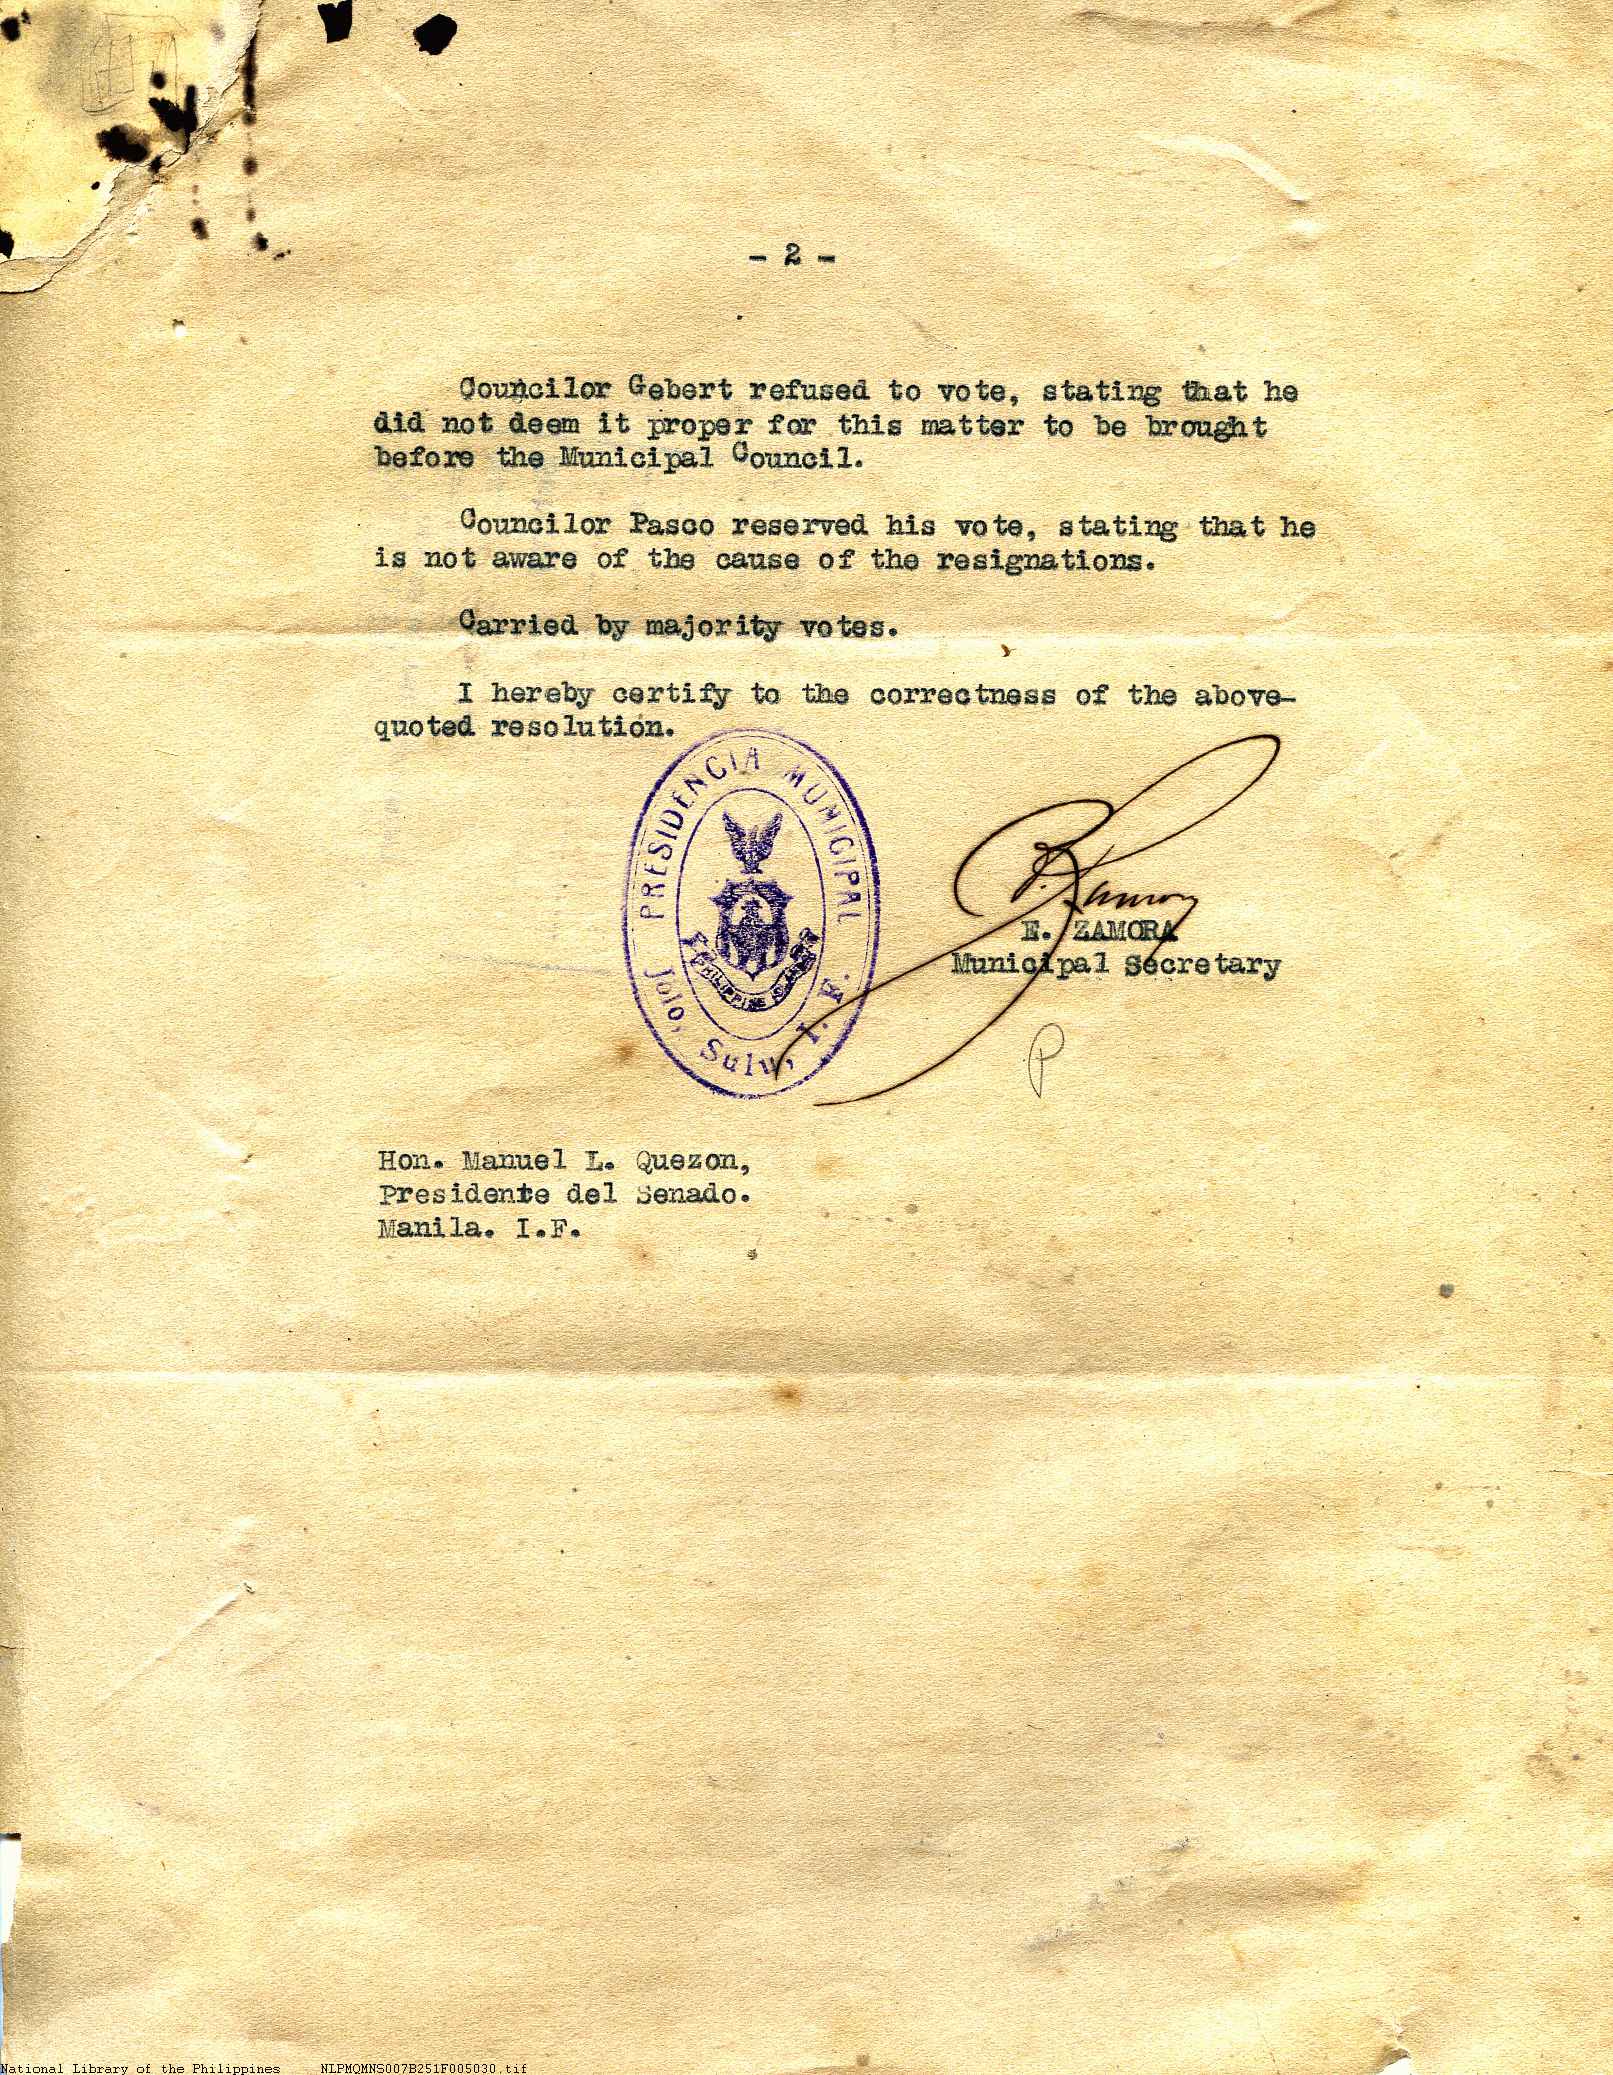 - 2 -
Councilor Gebert refused to vote, stating that he
did not deem it proper for this matter to be brought
before the Municipal Council.
Councilor Pasco reserved his vote, stating that he
is not aware of the cause of the resignations.
Carried by majority votes.
I hereby certify to the correctness of the above-
quoted resolution.
PRESIDENCIA MUNICIPAL
PHILIPPINE ISLANDS
Jolo, Sulu, I. F.
E. Zamora
E. ZAMORA
Municipal Secretary
P
Hon. Manuel L. Quezon,
Presidente del Senado.
Manila. I.F.
National Library of the Philippines NLPMQMNS007B251F005030.tif